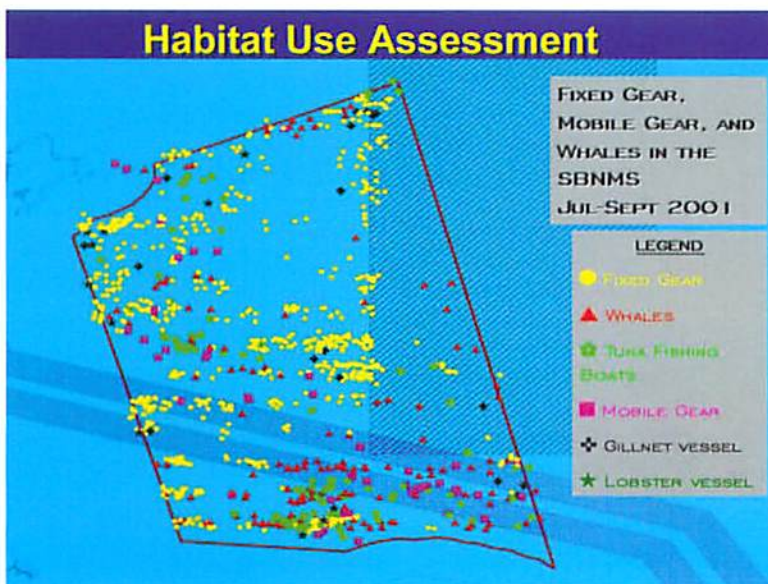 Habitat Use Assessment
FIXED GEAR,
MOBILE GEAR, AND
WHALES IN THE
SBNMS
JUL-SEPT 2001
LEGEND
FIXED GEAR
WHALES
TUNA FISHING
BOATS
MOBILE GEAR
GILLNET VESSEL
LOBSTER VESSEL